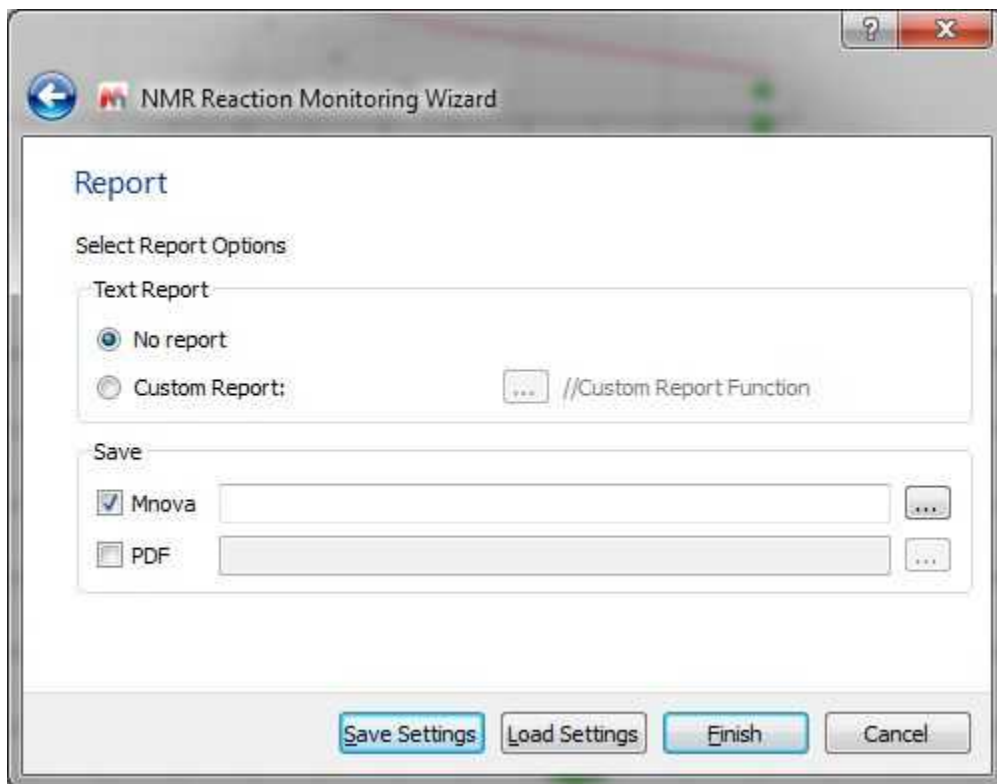 ?
X
NMR Reaction Monitoring Wizard
Report
Select Report Options
Text Report
No report
Custom Report: ... //Custom Report Function
Save
Mnova ...
PDF ...
Save Settings Load Settings Finish Cancel